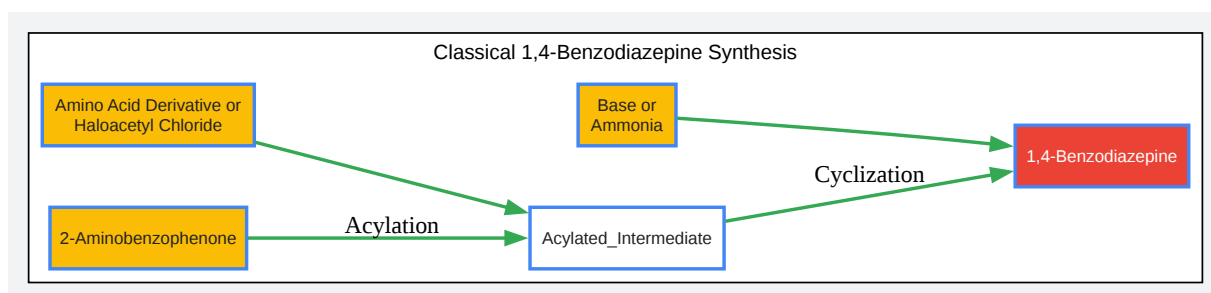 Classical 1,4-Benzodiazepine Synthesis
Amino Acid Derivative or
Haloacetyl Chloride
Base or
Ammonia
1,4-Benzodiazepine
Cyclization
2-Aminobenzophenone
Acylation
Acylated_Intermediate